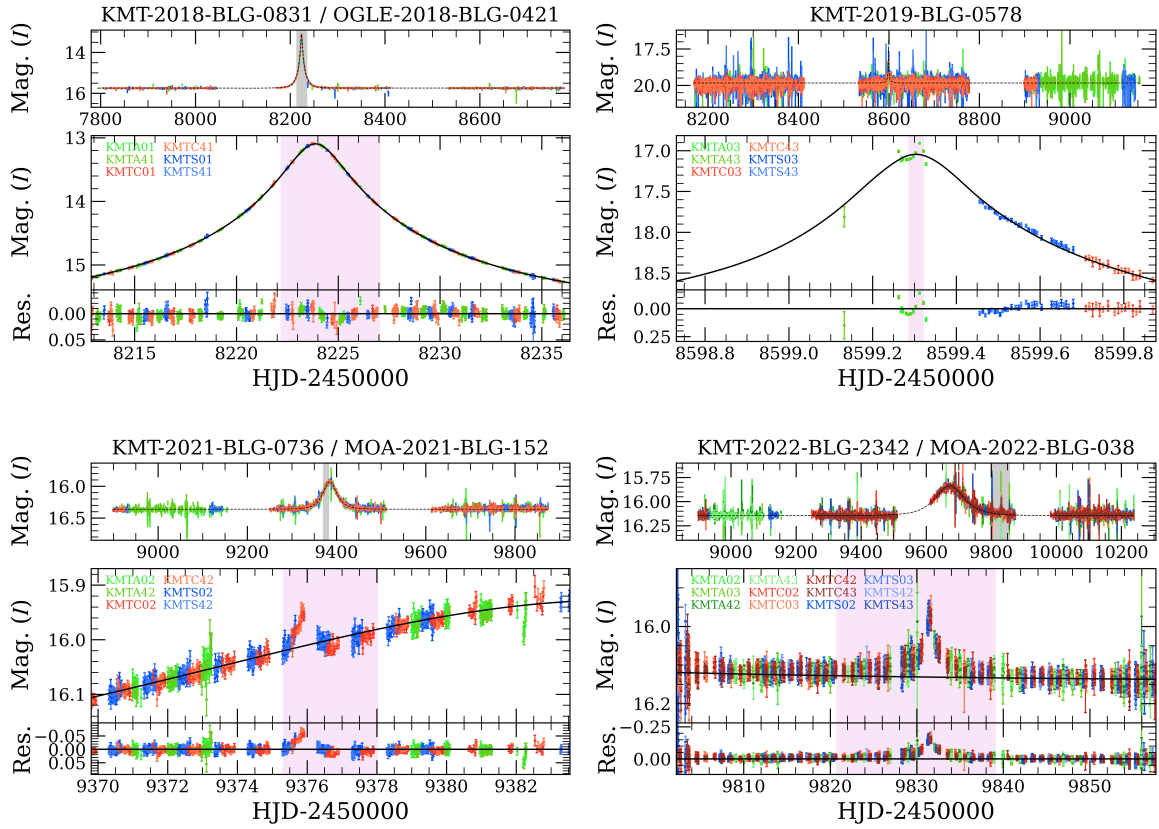 KMT-2018-BLG-0831 / OGLE-2018-BLG-0421
Mag. (I)
14
16
7800 8000 8200 8400 8600
Mag. (I)
13
14
15
KMTA01 KMTC41
KMTA41 KMTS01
KMTC01 KMTS41
Res.
0.00
0.05
8215 8220 8225 8230 8235
HJD-2450000
KMT-2019-BLG-0578
Mag. (I)
17.5
20.0
8200 8400 8600 8800 9000
Mag. (I)
17.0
17.5
18.0
18.5
KMTA03 KMTC43
KMTA43 KMTS03
KMTC03 KMTS43
Res.
0.00
0.25
8598.8 8599.0 8599.2 8599.4 8599.6 8599.8
HJD-2450000
KMT-2021-BLG-0736 / MOA-2021-BLG-152
Mag. (I)
16.0
16.5
9000 9200 9400 9600 9800
Mag. (I)
15.9
16.0
16.1
KMTA02 KMTC42
KMTA42 KMTS02
KMTC02 KMTS42
Res.
−0.05
0.00
0.05
9370 9372 9374 9376 9378 9380 9382
HJD-2450000
KMT-2022-BLG-2342 / MOA-2022-BLG-038
Mag. (I)
15.75
16.00
16.25
9000 9200 9400 9600 9800 10000 10200
Mag. (I)
16.0
16.2
KMTA02 KMTA43 KMTC42 KMTS03
KMTA03 KMTC02 KMTC43 KMTS42
KMTA42 KMTC03 KMTS02 KMTS43
Res.
−0.25
0.00
9810 9820 9830 9840 9850
HJD-2450000